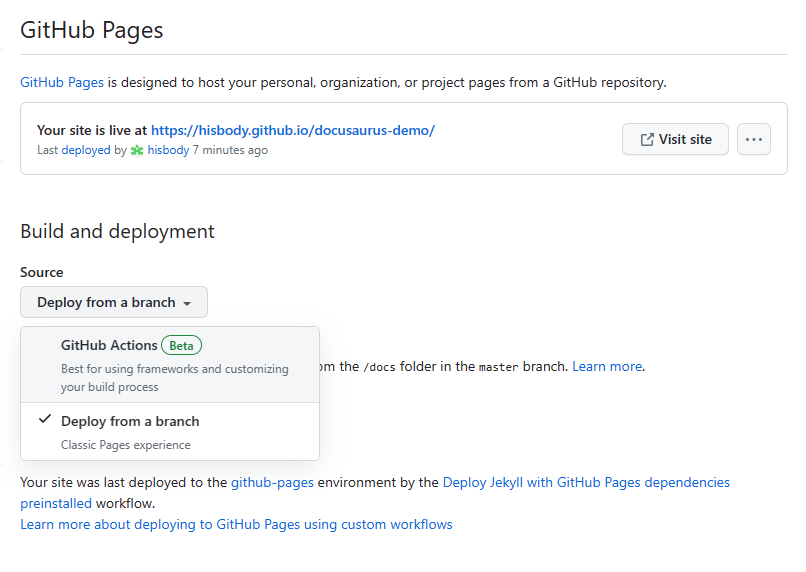 GitHub Pages
GitHub Pages is designed to host your personal, organization, or project pages from a GitHub repository.
Your site is live at https://hisbody.github.io/docusaurus-demo/
Last deployed by hisbody 7 minutes ago
Visit site
Build and deployment
Source
Deploy from a branch
GitHub Actions Beta
Best for using frameworks and customizing
your build process
the /docs folder in the master branch. Learn more.
Deploy from a branch
Classic Pages experience
Your site was last deployed to the github-pages environment by the Deploy Jekyll with GitHub Pages dependencies
preinstalled workflow.
Learn more about deploying to GitHub Pages using custom workflows